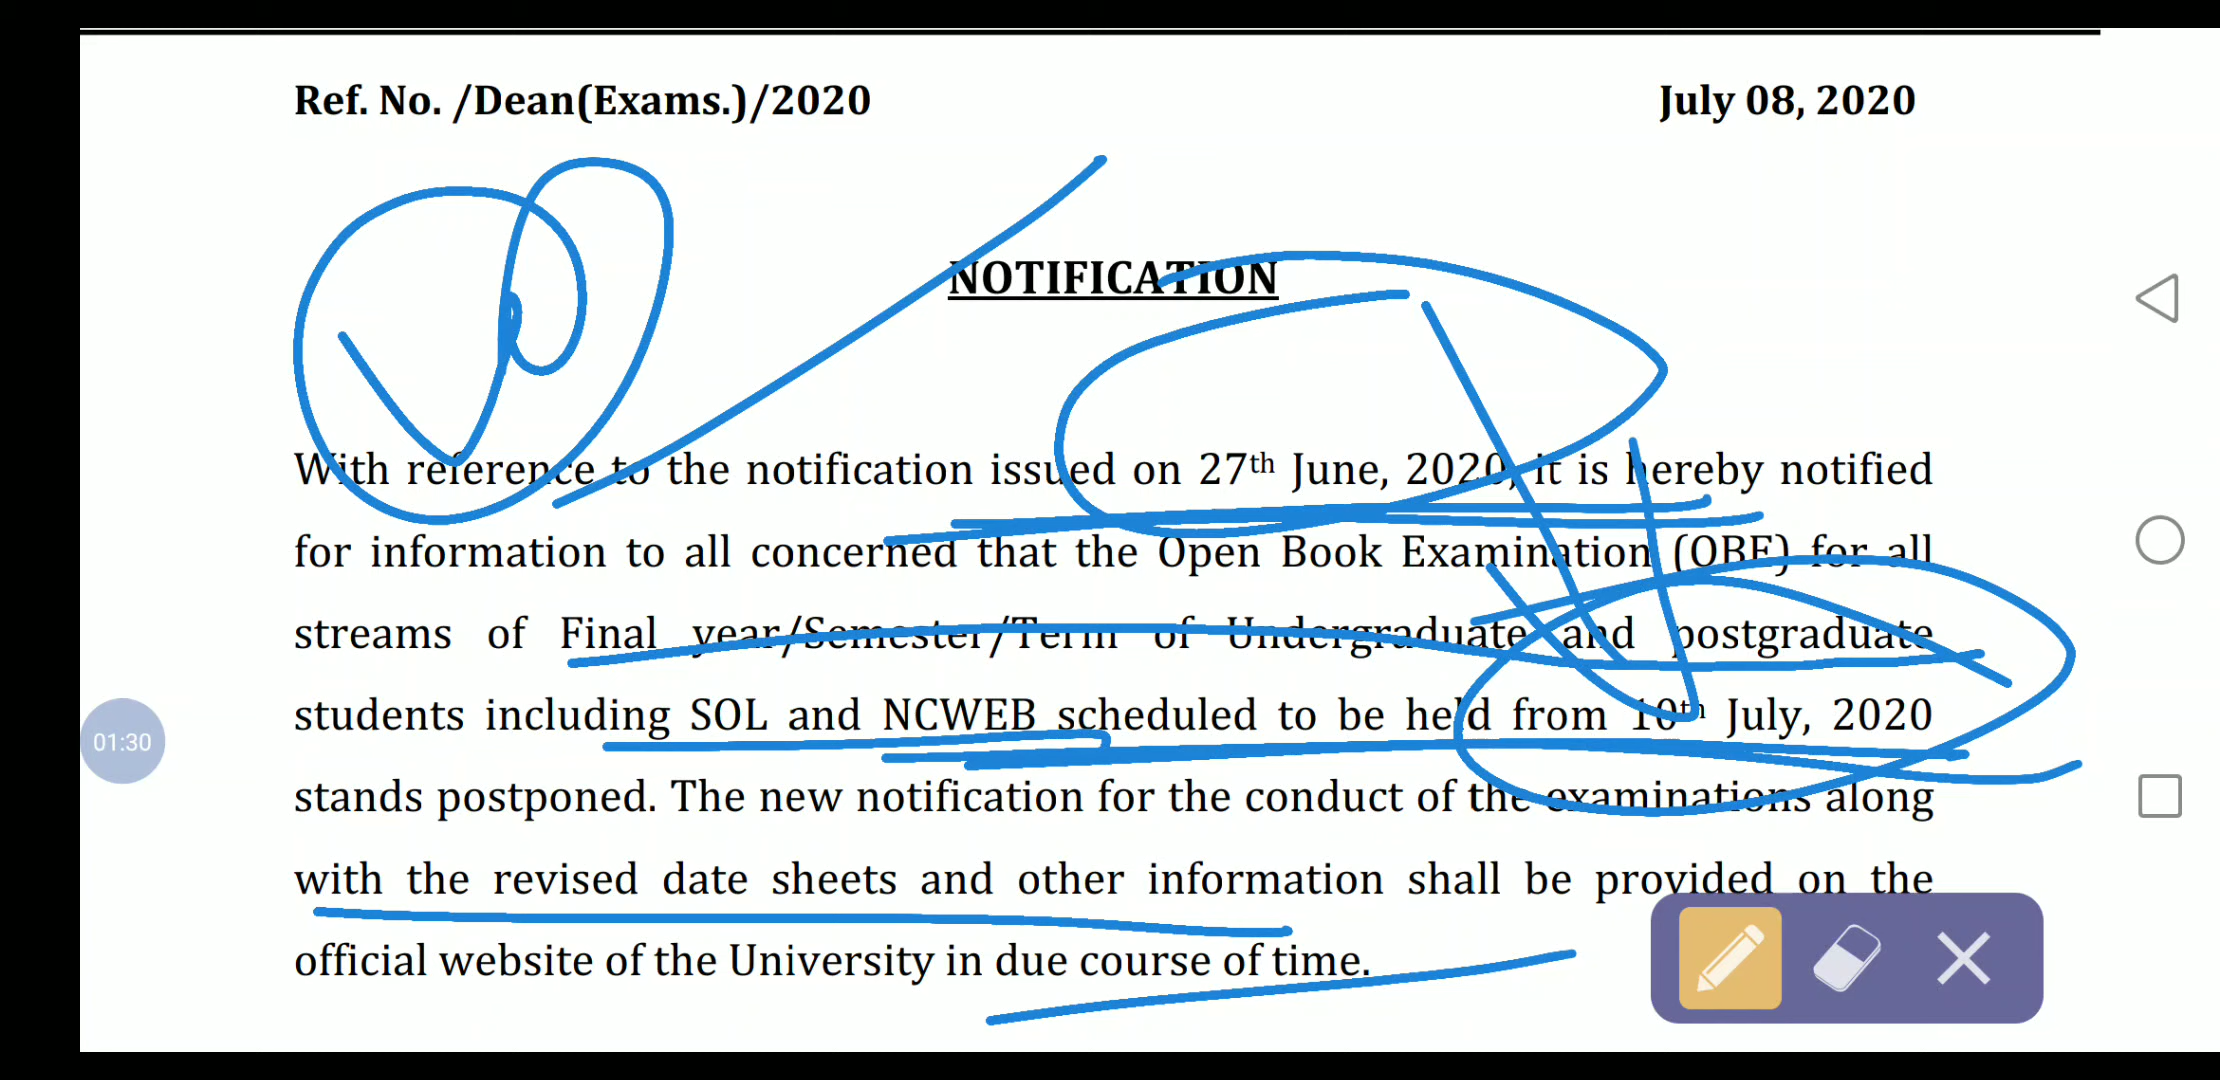 Ref. No. /Dean(Exams.)/2020 July 08, 2020
NOTIFICATION
With reference to the notification issued on 27th June, 2020, it is hereby notified
for information to all concerned that the Open Book Examination (OBE) for all
streams of Final year/Semester/Term of Undergraduate and postgraduate
students including SOL and NCWEB scheduled to be held from 10th July, 2020
stands postponed. The new notification for the conduct of the examinations along
with the revised date sheets and other information shall be provided on the
official website of the University in due course of time.
01:30